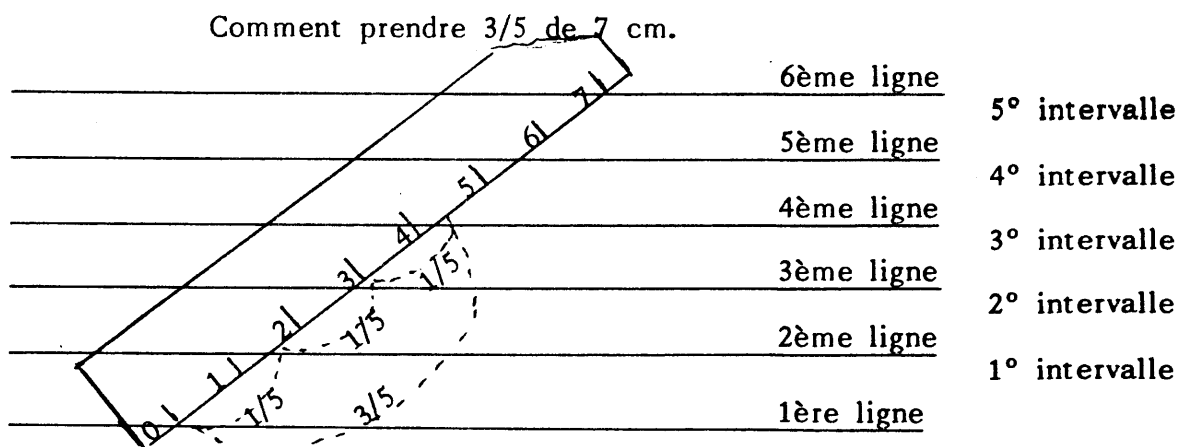 Comment prendre 3/5 de 7 cm.
6ème ligne
5° intervalle
5ème ligne
4° intervalle
4ème ligne
3° intervalle
3ème ligne
2° intervalle
2ème ligne
1° intervalle
1ère ligne
0 1 2 3 4 5 6 7
1/5
1/5
1/5
3/5